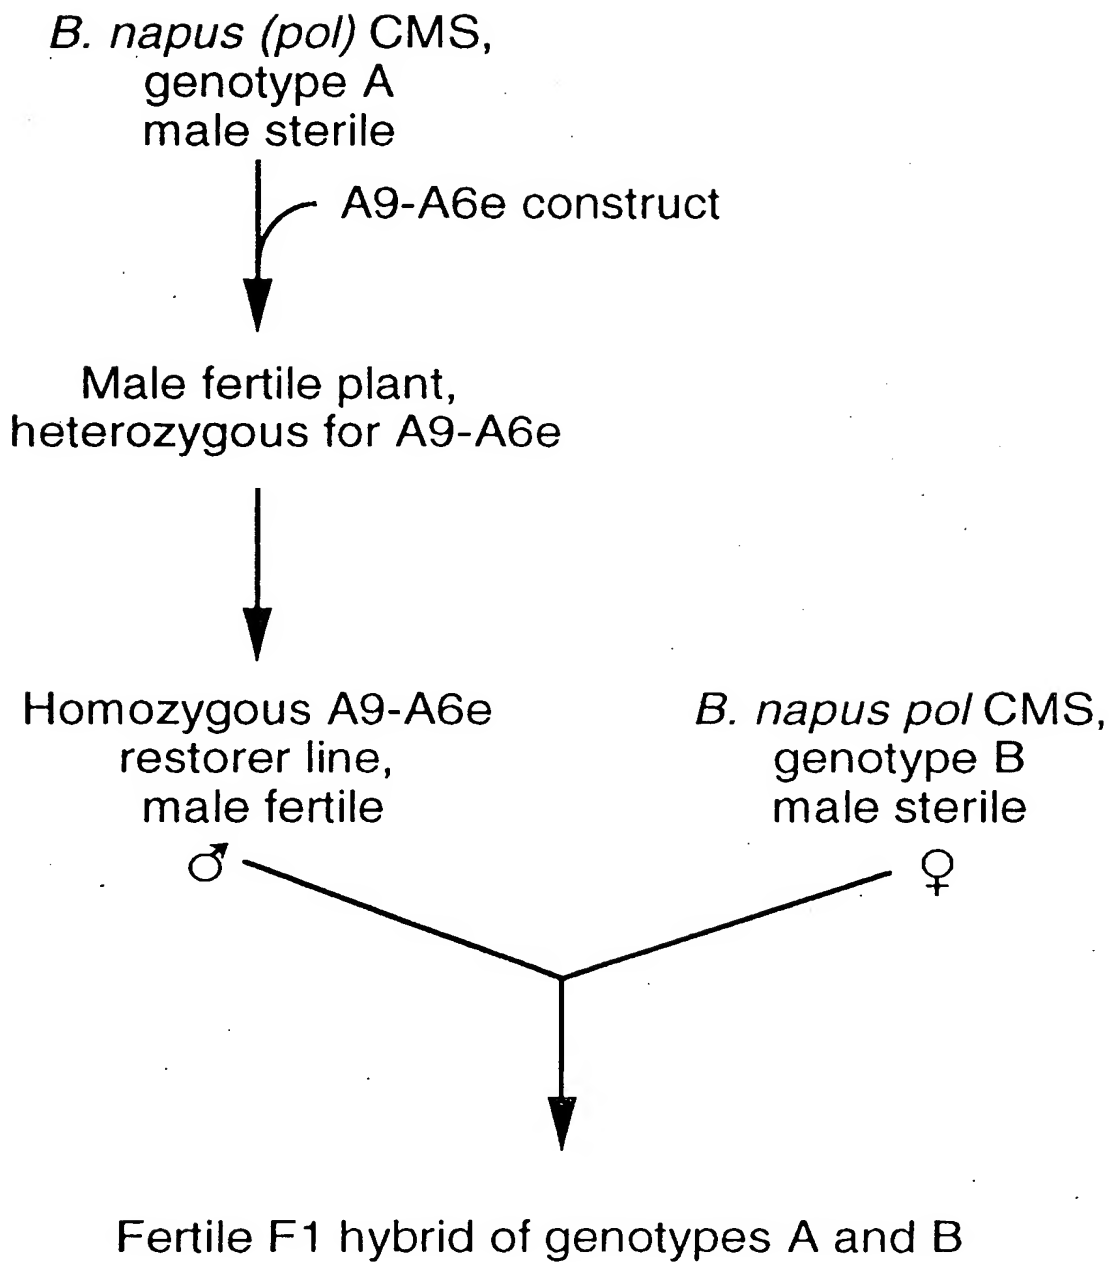 B. napus (pol) CMS,
genotype A
male sterile
A9-A6e construct
Male fertile plant,
heterozygous for A9-A6e
Homozygous A9-A6e
restorer line,
male fertile
♂
B. napus pol CMS,
genotype B
male sterile
♀
Fertile F1 hybrid of genotypes A and B